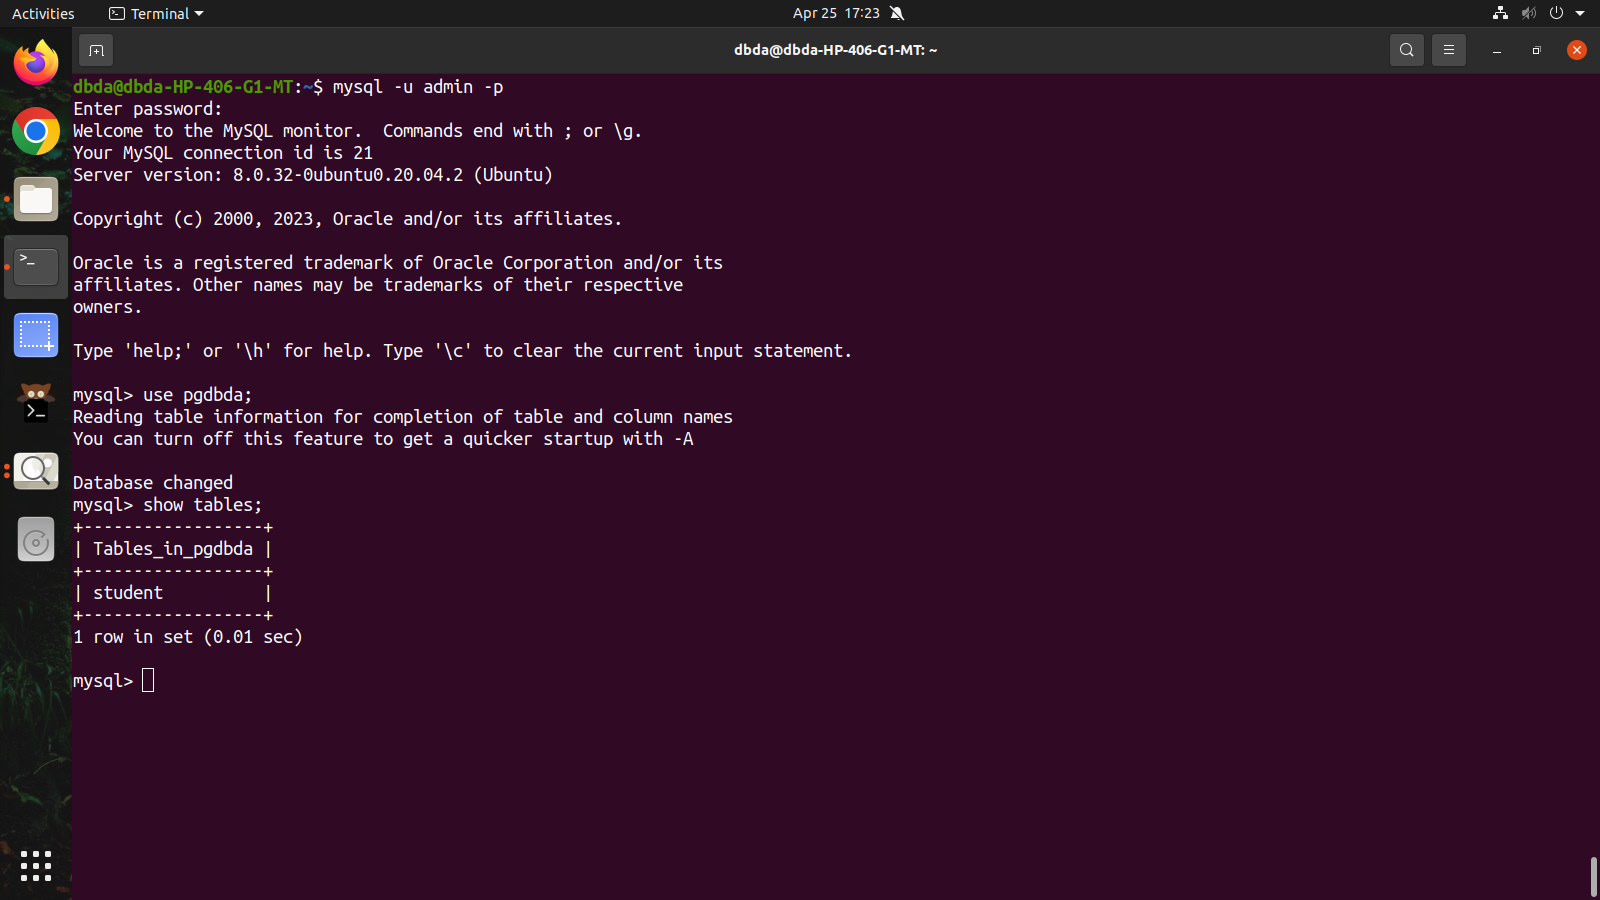 Activities
Terminal
Apr 25 17:23
dbda@dbda-HP-406-G1-MT: ~
dbda@dbda-HP-406-G1-MT:~$ mysql -u admin -p
Enter password:
Welcome to the MySQL monitor.  Commands end with ; or \g.
Your MySQL connection id is 21
Server version: 8.0.32-0ubuntu0.20.04.2 (Ubuntu)
Copyright (c) 2000, 2023, Oracle and/or its affiliates.
Oracle is a registered trademark of Oracle Corporation and/or its
affiliates. Other names may be trademarks of their respective
owners.
Type 'help;' or '\h' for help. Type '\c' to clear the current input statement.
mysql> use pgdbda;
Reading table information for completion of table and column names
You can turn off this feature to get a quicker startup with -A
Database changed
mysql> show tables;
+------------------+
| Tables_in_pgdbda |
+------------------+
| student          |
+------------------+
1 row in set (0.01 sec)
mysql>